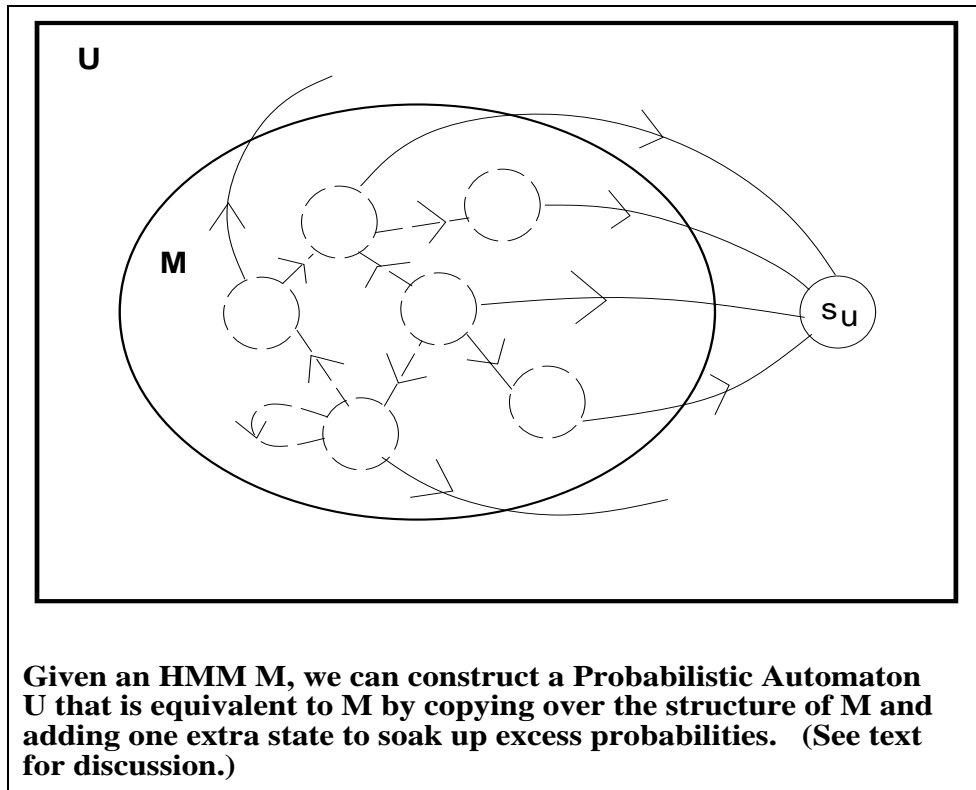 U
M
su
Given an HMM M, we can construct a Probabilistic Automaton
U that is equivalent to M by copying over the structure of M and
adding one extra state to soak up excess probabilities. (See text
for discussion.)